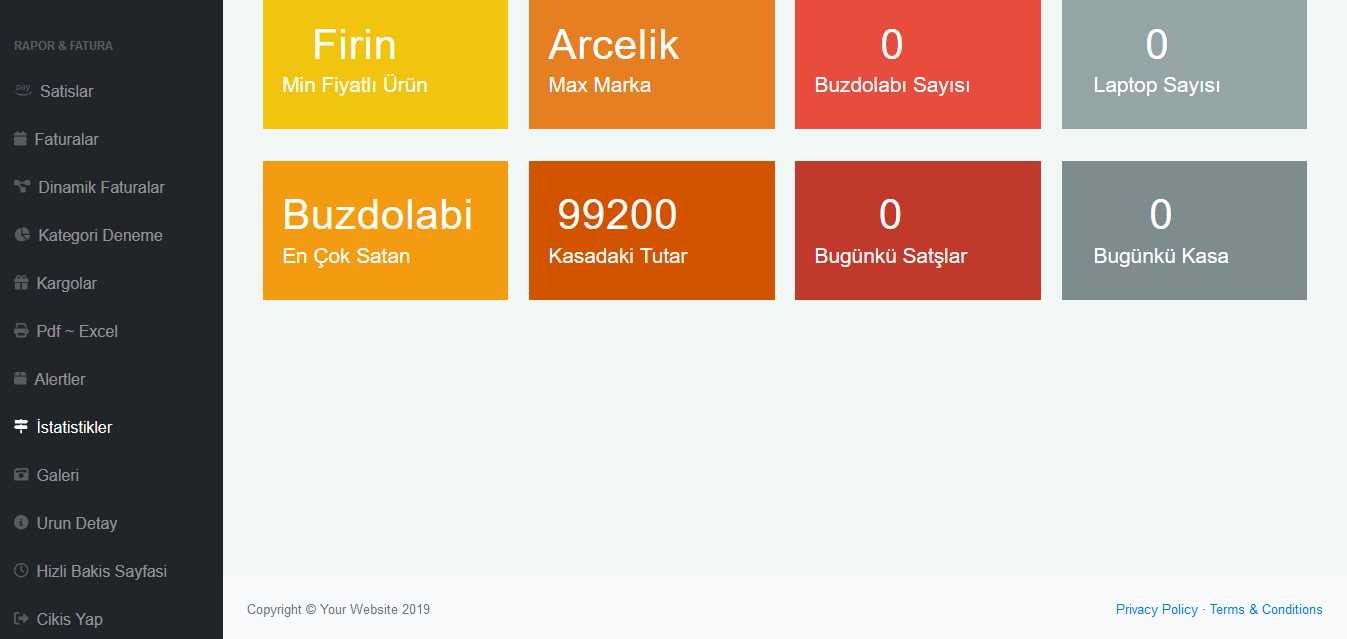 RAPOR & FATURA
pay Satislar
Faturalar
Dinamik Faturalar
Kategori Deneme
Kargolar
Pdf ~ Excel
Alertler
İstatistikler
Galeri
Urun Detay
Hizli Bakis Sayfasi
Cikis Yap
Firin
Min Fiyatlı Ürün
Arcelik
Max Marka
0
Buzdolabı Sayısı
0
Laptop Sayısı
Buzdolabi
En Çok Satan
99200
Kasadaki Tutar
0
Bugünkü Satşlar
0
Bugünkü Kasa
Copyright © Your Website 2019
Privacy Policy · Terms & Conditions